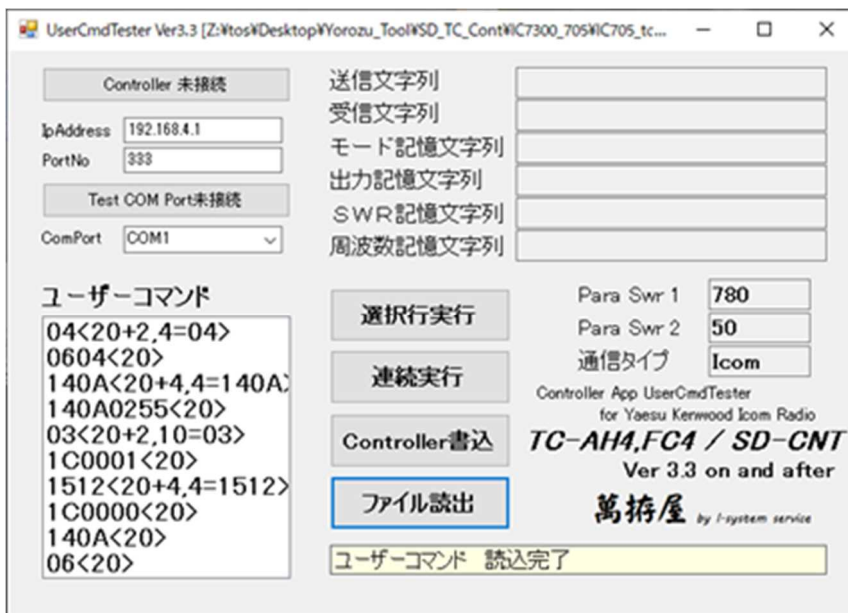 UserCmdTester Ver3.3 [Z:¥tos¥Desktop¥Yorozu_Tool¥SD_TC_Cont¥IC7300_705¥IC705_tc...
Controller 未接続
IpAddress 192.168.4.1
PortNo 333
Test COM Port未接続
ComPort COM1
送信文字列
受信文字列
モード記憶文字列
出力記憶文字列
ＳＷＲ記憶文字列
周波数記憶文字列
ユーザーコマンド
04<20+2,4=04>
0604<20>
140A<20+4,4=140A>
140A0255<20>
03<20+2,10=03>
1C0001<20>
1512<20+4,4=1512>
1C0000<20>
140A<20>
06<20>
選択行実行
連続実行
Controller書込
ファイル読出
Para Swr 1 780
Para Swr 2 50
通信タイプ Icom
Controller App UserCmdTester
for Yaesu Kenwood Icom Radio
TC-AH4,FC4 / SD-CNT
Ver 3.3 on and after
萬拵屋 by I-system service
ユーザーコマンド 読込完了